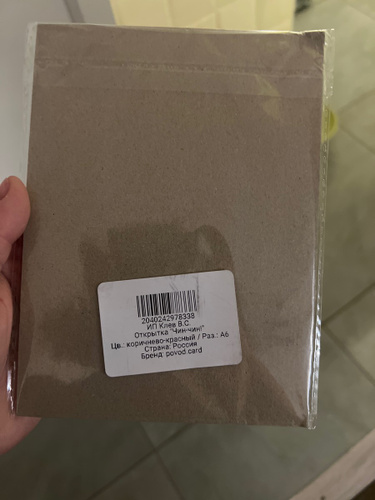 2040242978338
ИП Клев В.С.
Открытка "Чин-чин!"
Цв.: коричнево-красный / Раз.: А6
Страна: Россия
Бренд: povod.card